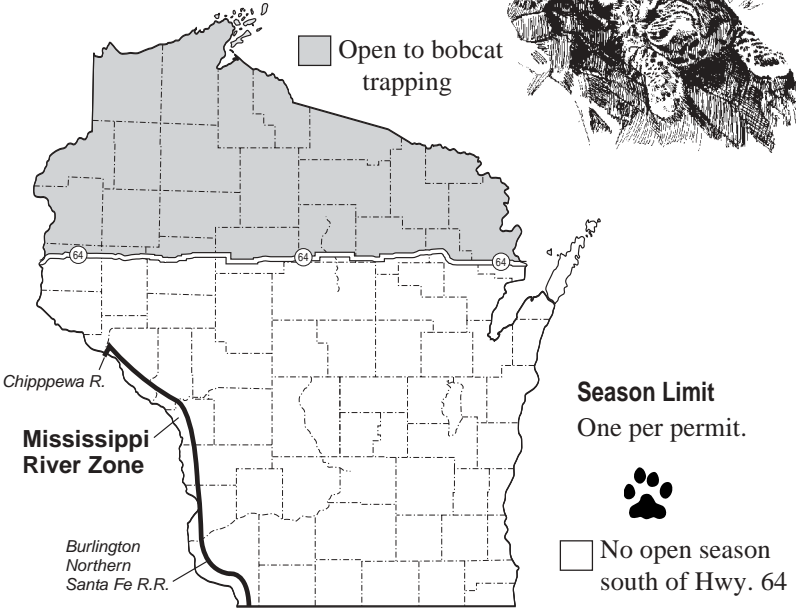 Open to bobcat
trapping
64
64
64
Chipppewa R.
Mississippi
River Zone
Burlington
Northern
Santa Fe R.R.
Season Limit
One per permit.
No open season
south of Hwy. 64